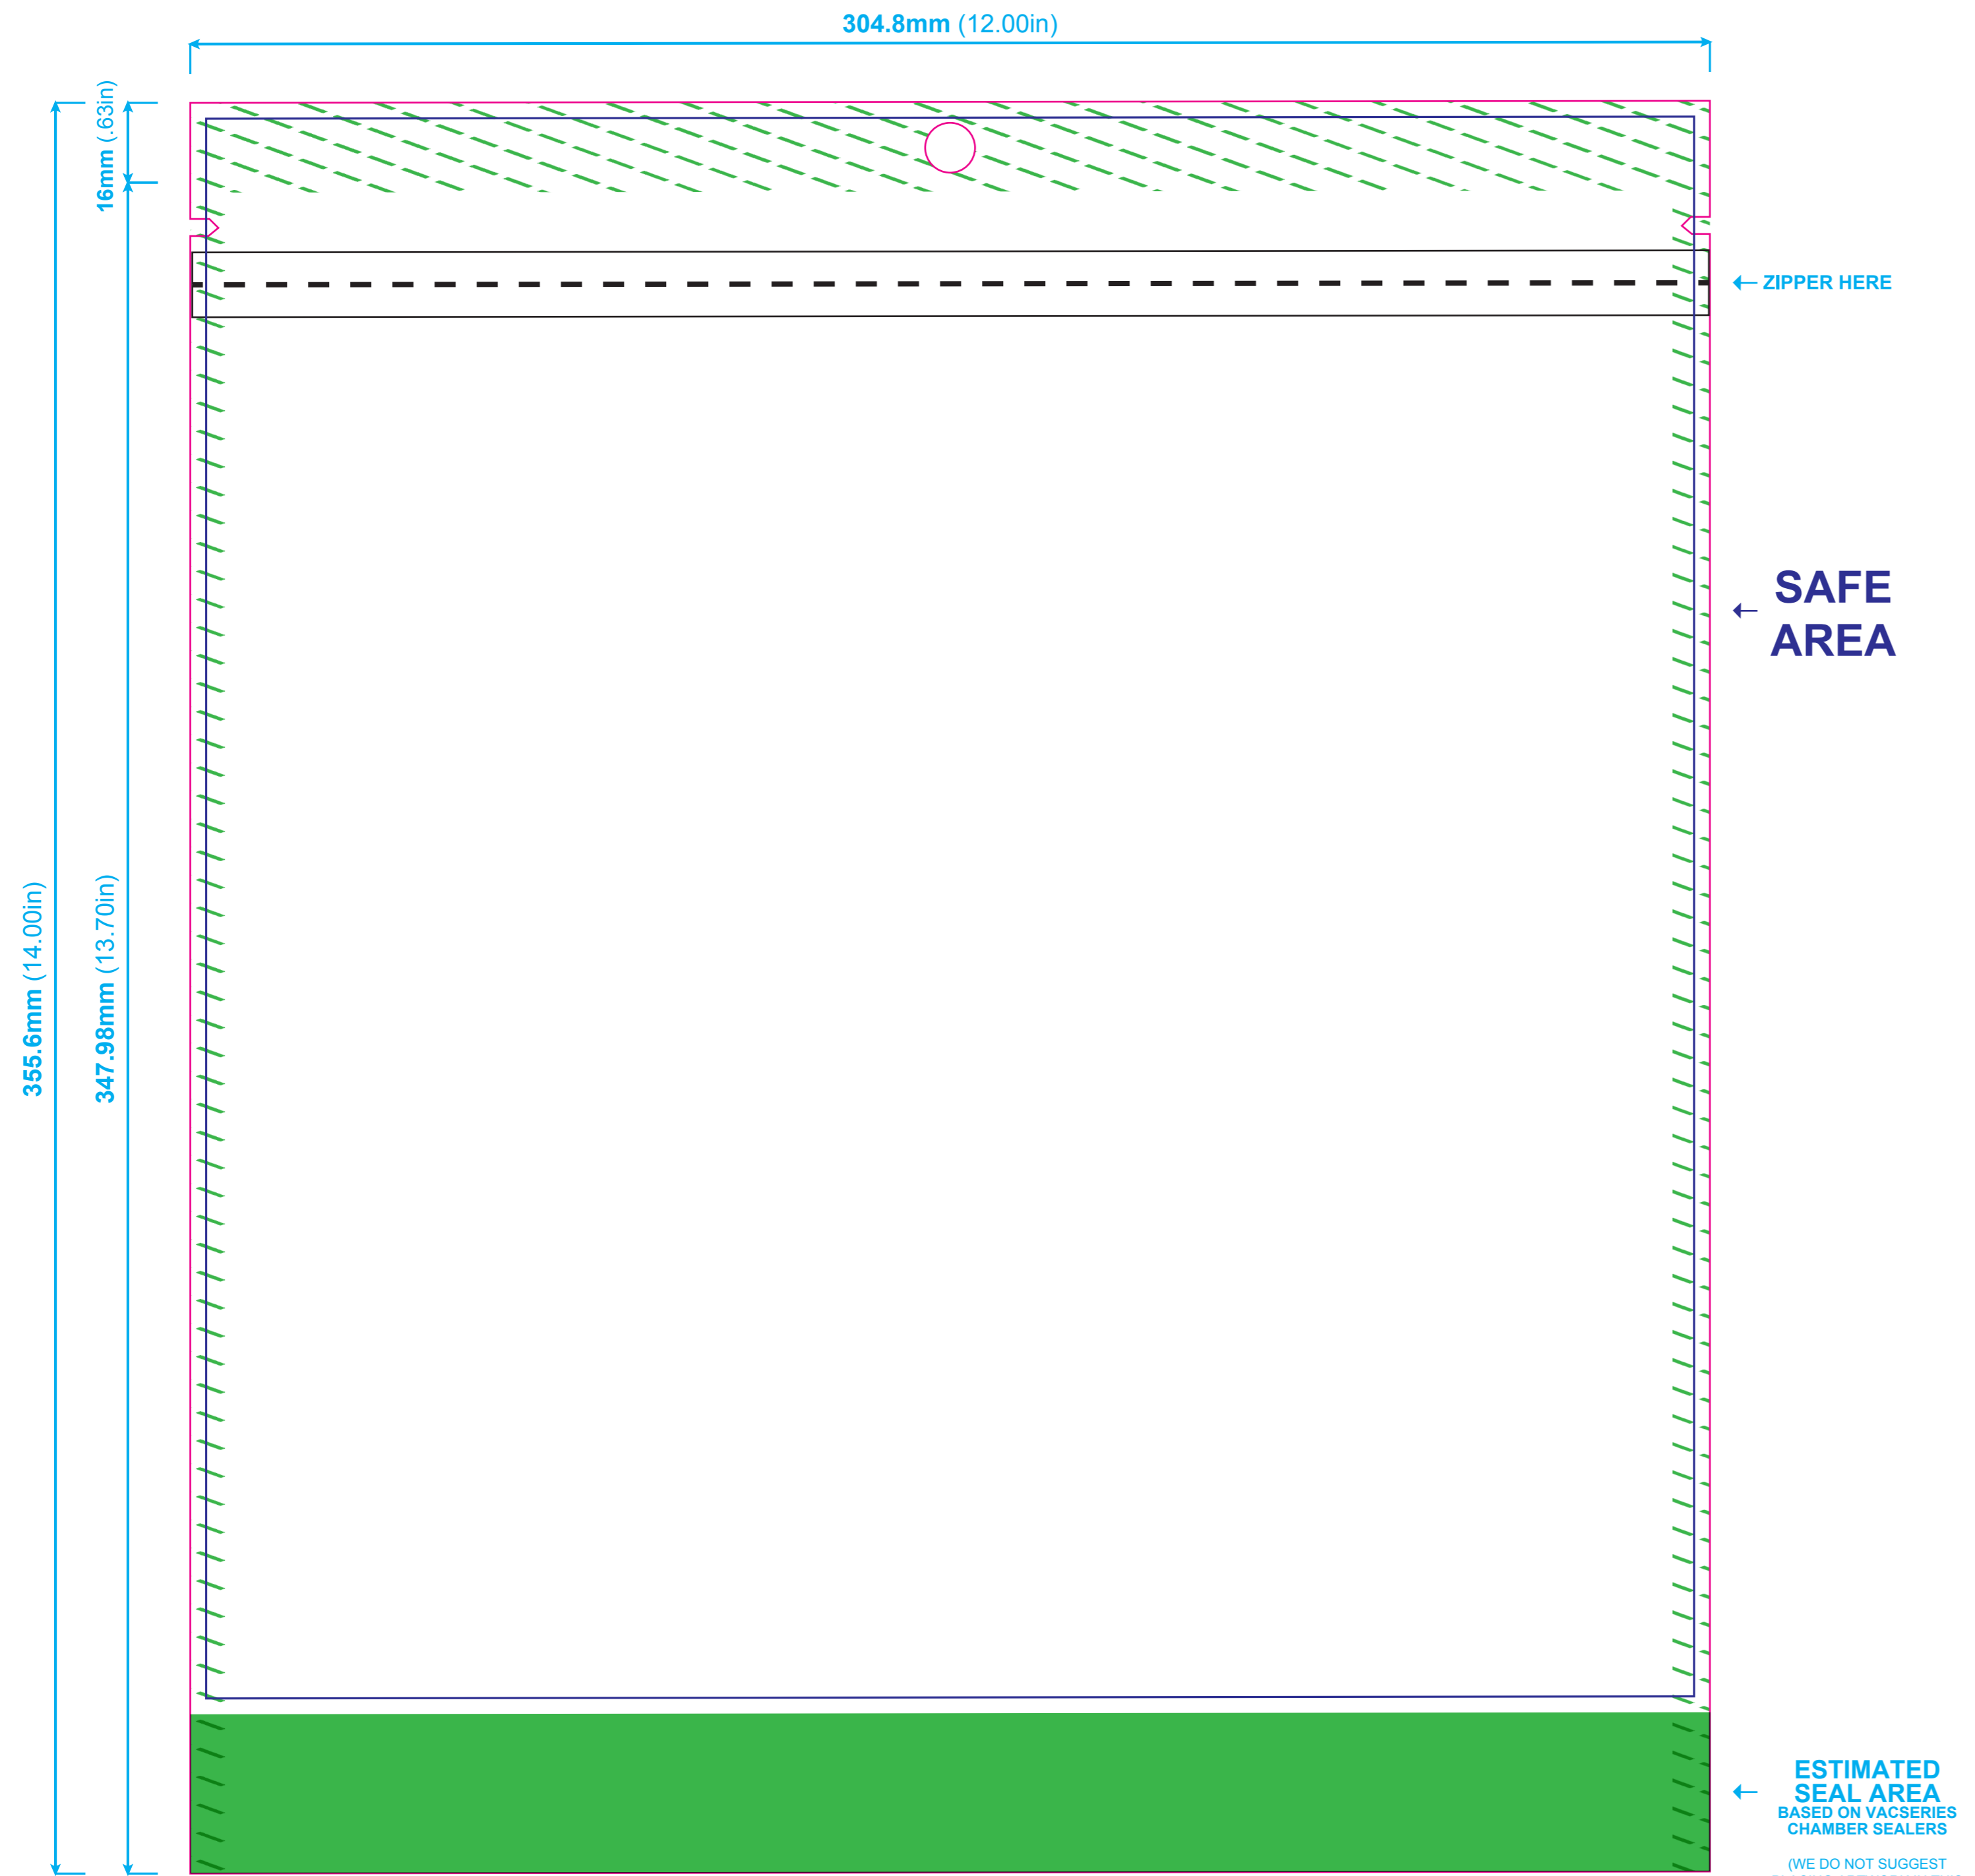 304.8mm (12.00in)
16mm (.63in)
355.6mm (14.00in)
347.98mm (13.70in)
ZIPPER HERE
SAFE
AREA
ESTIMATED
SEAL AREA
BASED ON VACSERIES
CHAMBER SEALERS
(WE DO NOT SUGGEST